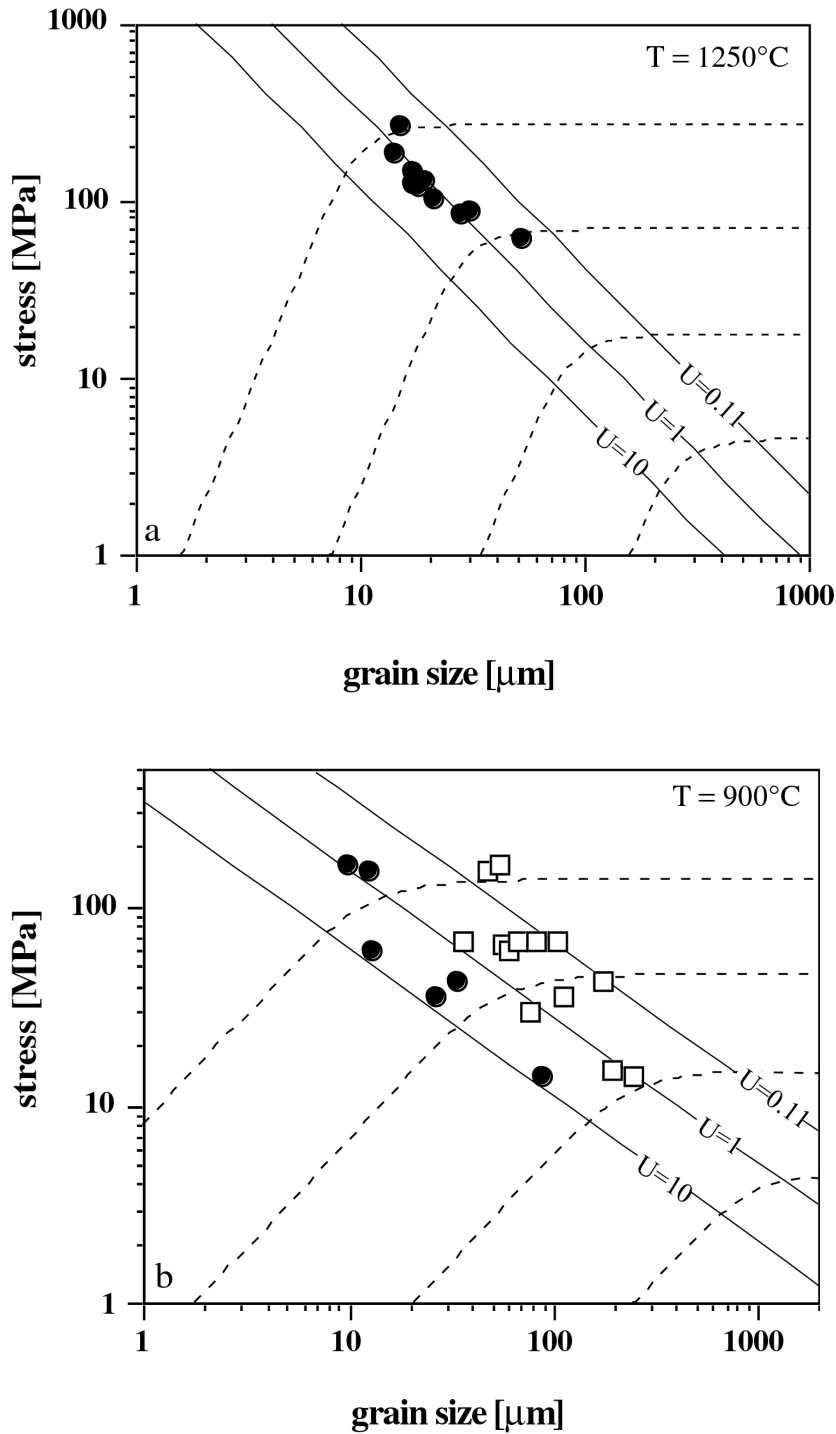 1000
T = 1250°C
100
stress [MPa]
10
U=0.11
U=1
U=10
a
1
1 10 100 1000
grain size [μm]
T = 900°C
100
stress [MPa]
10
U=0.11
U=1
U=10
b
1
1 10 100 1000
grain size [μm]